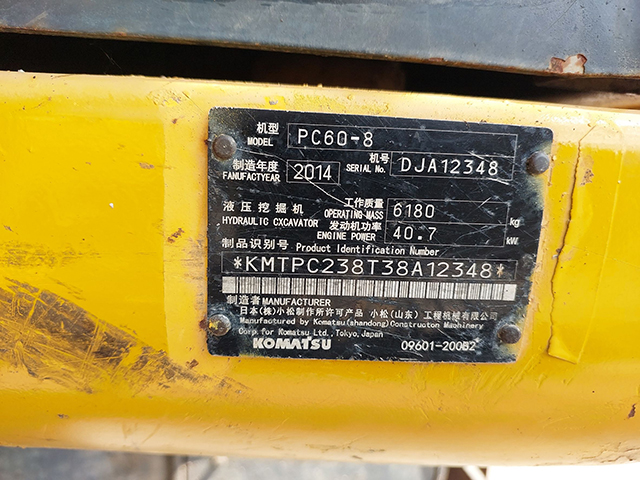 机型 MODEL PC60-8
制造年度 FANUFACTYEAR 2014 机号 SERIAL No. DJA12348
液压挖掘机 HYDRAULIC CXCAVATOR 工作质量 OPERATING MASS 6180 kg
发动机功率 ENGINE POWER 40.7 kW
制品识别号 Product Identification Number
*KMTPC238T38A12348*
制造者 MANUFACTURER
日本(株)小松制作所许可产品 小松(山东)工程机械有限公司
Manufactured by Komatsu(shandong)Constructon Machinery
Corp. for Komatsu Ltd., Tokyo, Japan
KOMATSU 09601-200B2